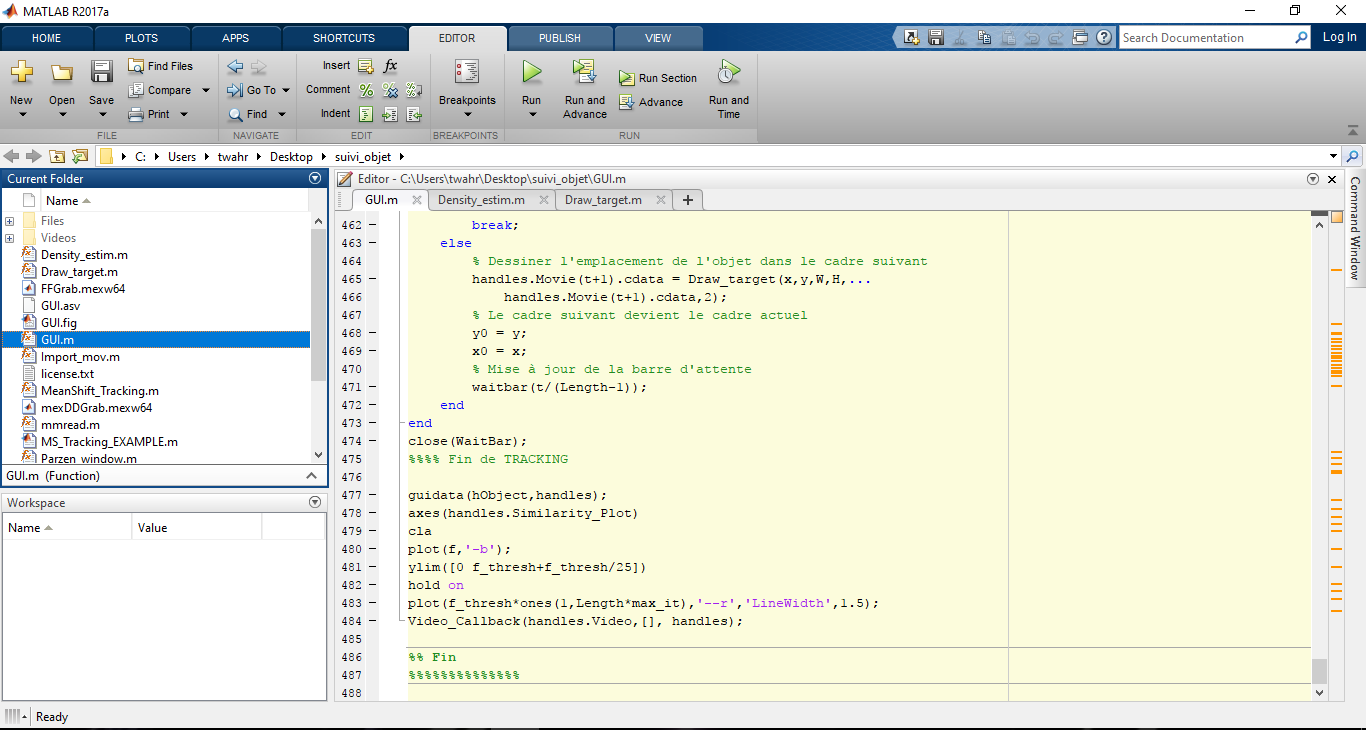 MATLAB R2017a
HOME PLOTS APPS SHORTCUTS EDITOR PUBLISH VIEW Search Documentation Log In
New Open Save Find Files Compare Print
FILE
Go To Find
NAVIGATE
Insert fx
Comment
Indent
EDIT
Breakpoints
BREAKPOINTS
Run Run and Advance Run Section Advance Run and Time
RUN
C: Users twahr Desktop suivi_objet
Current Folder
Name
Files
Videos
Density_estim.m
Draw_target.m
FFGrab.mexw64
GUI.asv
GUI.fig
GUI.m
Import_mov.m
license.txt
MeanShift_Tracking.m
mexDDGrab.mexw64
mmread.m
MS_Tracking_EXAMPLE.m
Parzen_window.m
GUI.m (Function)
Workspace
Name Value
Editor - C:\Users\twahr\Desktop\suivi_objet\GUI.m
GUI.m Density_estim.m Draw_target.m
462 break;
463 else
464 % Dessiner l'emplacement de l'objet dans le cadre suivant
465 handles.Movie(t+1).cdata = Draw_target(x,y,W,H,...
466 handles.Movie(t+1).cdata,2);
467 % Le cadre suivant devient le cadre actuel
468 y0 = y;
469 x0 = x;
470 % Mise à jour de la barre d'attente
471 waitbar(t/(Length-1));
472 end
473 end
474 close(WaitBar);
475 %%%% Fin de TRACKING
476
477 guidata(hObject,handles);
478 axes(handles.Similarity_Plot)
479 cla
480 plot(f,'-b');
481 ylim([0 f_thresh+f_thresh/25])
482 hold on
483 plot(f_thresh*ones(1,Length*max_it),'--r','LineWidth',1.5);
484 Video_Callback(handles.Video,[], handles);
485
486 %% Fin
487 %%%%%%%%%%%%%%
488
Command Window
Ready